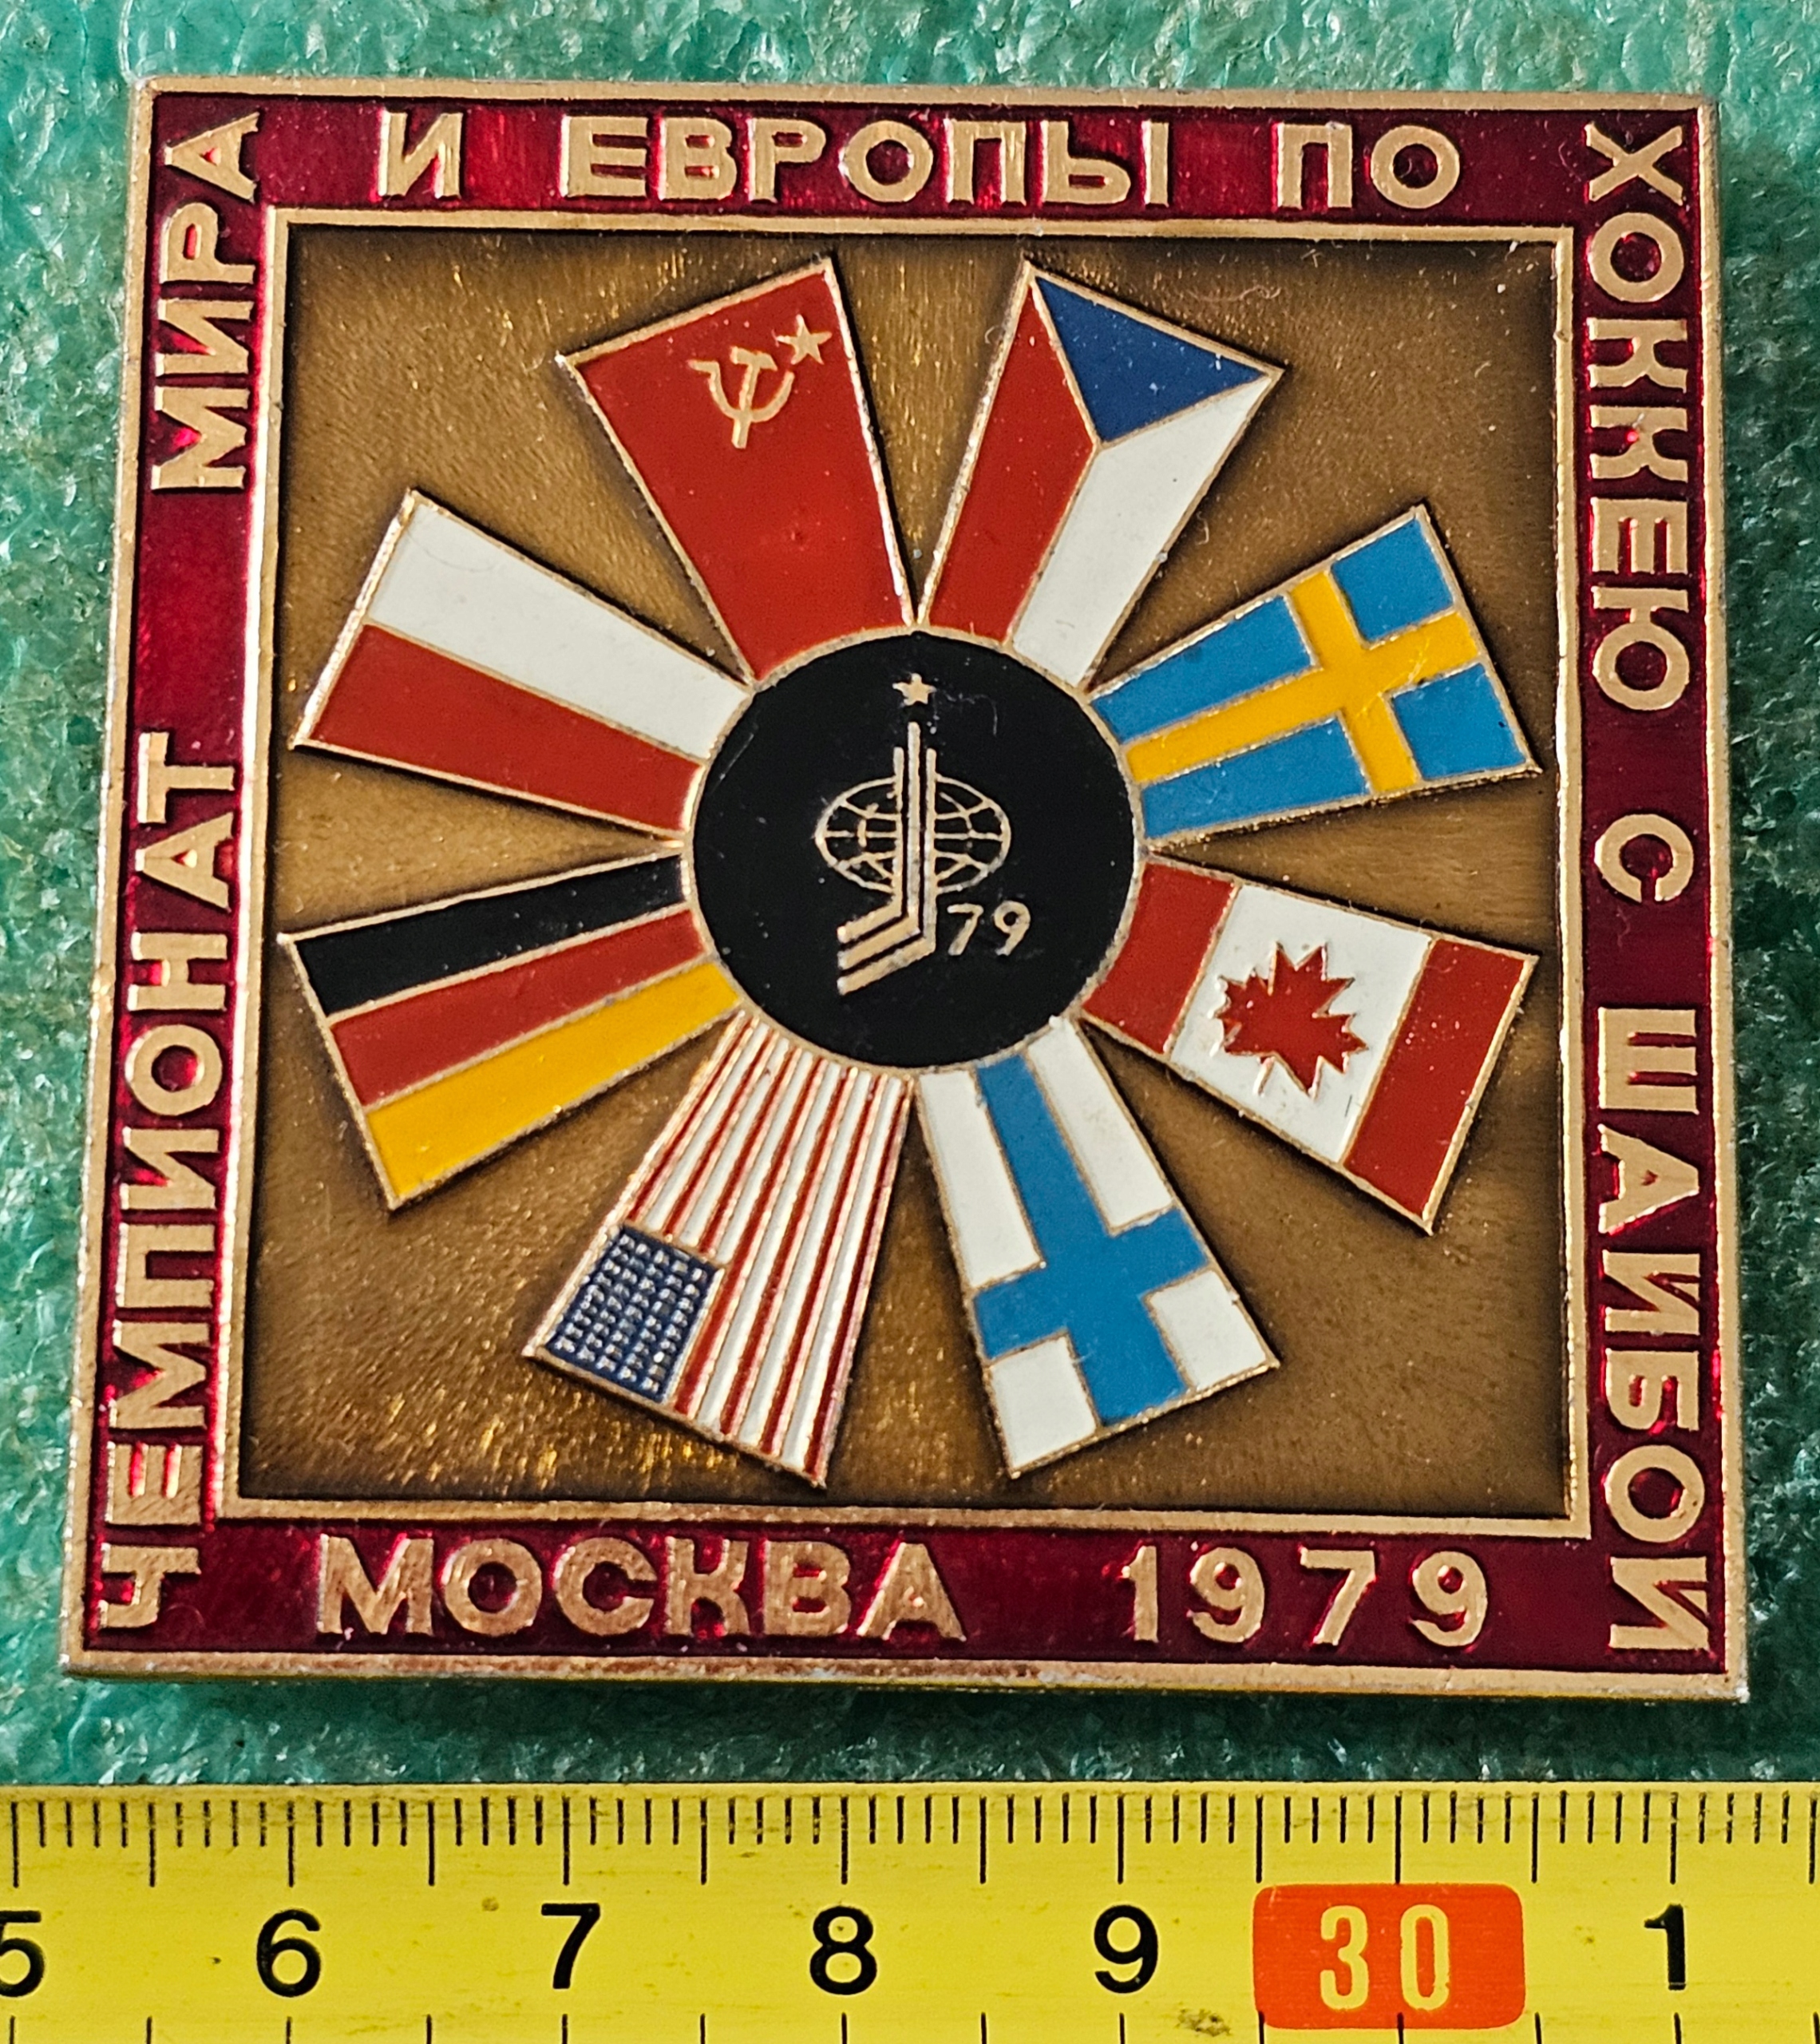 ЧЕМПИОНАТ МИРА
И ЕВРОПЫ ПО
ХОККЕЮ С ШАЙБОЙ
МОСКВА 1979
79
5 6 7 8 9 30 1